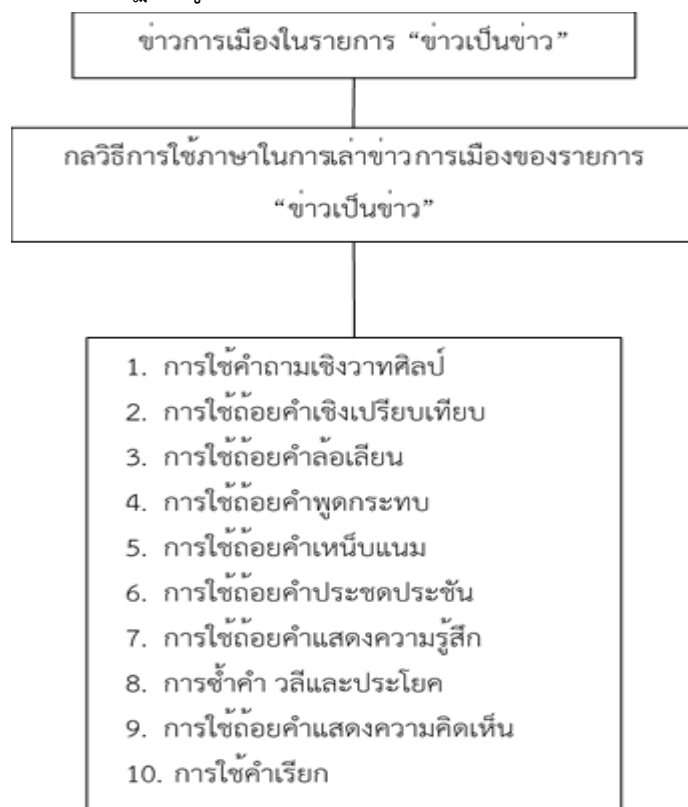 ข่าวการเมืองในรายการ “ข่าวเป็นข่าว”
กลวิธีการใช้ภาษาในการเล่าข่าวการเมืองของรายการ
“ข่าวเป็นข่าว”
1. การใช้คำถามเชิงวาทศิลป์
2. การใช้ถ้อยคำเชิงเปรียบเทียบ
3. การใช้ถ้อยคำล้อเลียน
4. การใช้ถ้อยคำพูดกระทบ
5. การใช้ถ้อยคำเหน็บแนม
6. การใช้ถ้อยคำประชดประชัน
7. การใช้ถ้อยคำแสดงความรู้สึก
8. การซ้ำคำ วลีและประโยค
9. การใช้ถ้อยคำแสดงความคิดเห็น
10. การใช้คำเรียก